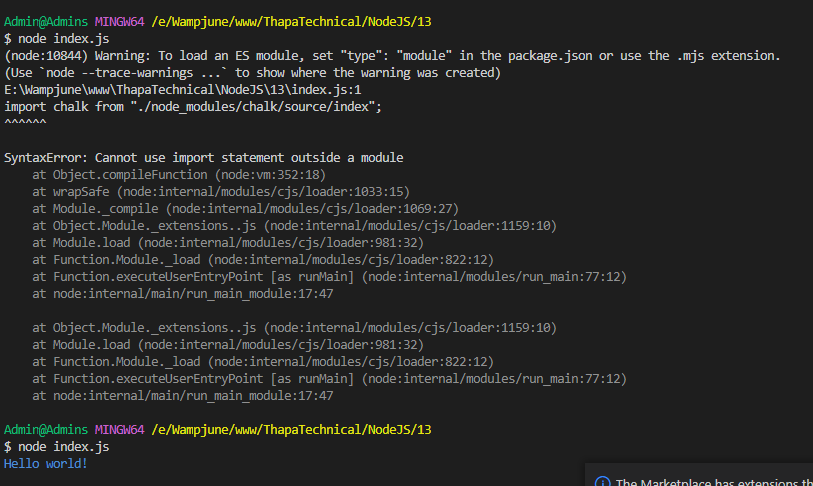 Admin@Admins MINGW64 /e/Wampjune/www/ThapaTechnical/NodeJS/13
$ node index.js
(node:10844) Warning: To load an ES module, set "type": "module" in the package.json or use the .mjs extension.
(Use `node --trace-warnings ...` to show where the warning was created)
E:\Wampjune\www\ThapaTechnical\NodeJS\13\index.js:1
import chalk from "./node_modules/chalk/source/index";
^^^^^^

SyntaxError: Cannot use import statement outside a module
    at Object.compileFunction (node:vm:352:18)
    at wrapSafe (node:internal/modules/cjs/loader:1033:15)
    at Module._compile (node:internal/modules/cjs/loader:1069:27)
    at Object.Module._extensions..js (node:internal/modules/cjs/loader:1159:10)
    at Module.load (node:internal/modules/cjs/loader:981:32)
    at Function.Module._load (node:internal/modules/cjs/loader:822:12)
    at Function.executeUserEntryPoint [as runMain] (node:internal/modules/run_main:77:12)
    at node:internal/main/run_main_module:17:47

    at Object.Module._extensions..js (node:internal/modules/cjs/loader:1159:10)
    at Module.load (node:internal/modules/cjs/loader:981:32)
    at Function.Module._load (node:internal/modules/cjs/loader:822:12)
    at Function.executeUserEntryPoint [as runMain] (node:internal/modules/run_main:77:12)
    at node:internal/main/run_main_module:17:47

Admin@Admins MINGW64 /e/Wampjune/www/ThapaTechnical/NodeJS/13
$ node index.js
Hello world!
The Marketplace has extensions th